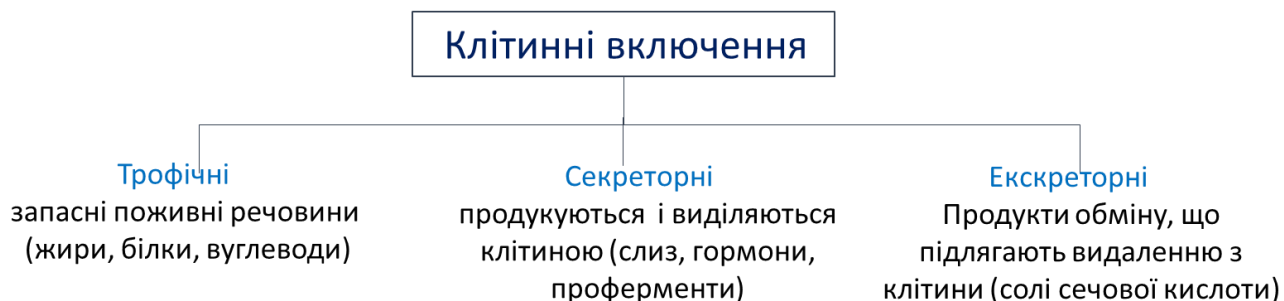 Клітинні включення
Трофічні
запасні поживні речовини
(жири, білки, вуглеводи)
Секреторні
продукуються і виділяються
клітиною (слиз, гормони,
проферменти)
Екскреторні
Продукти обміну, що
підлягають видаленню з
клітини (солі сечової кислоти)